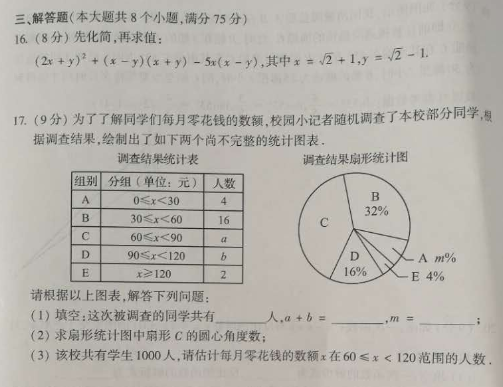 三、解答题(本大题共8个小题,满分75分)
16. (8分) 先化简,再求值:
(2x + y)² + (x - y)(x + y) - 5x(x - y),其中 x = √2 + 1,y = √2 - 1.
17. (9分) 为了了解同学们每月零花钱的数额,校园小记者随机调查了本校部分同学,根
据调查结果,绘制出了如下两个尚不完整的统计图表.
调查结果统计表
组别 分组(单位:元) 人数
A 0≤x<30 4
B 30≤x<60 16
C 60≤x<90 a
D 90≤x<120 b
E x≥120 2
调查结果扇形统计图
B
32%
C
D
16%
A m%
E 4%
请根据以上图表,解答下列问题:
(1) 填空:这次被调查的同学共有______人,a + b = ______,m = ______;
(2) 求扇形统计图中扇形 C 的圆心角度数;
(3) 该校共有学生1000人,请估计每月零花钱的数额x在60≤x<120范围的人数.